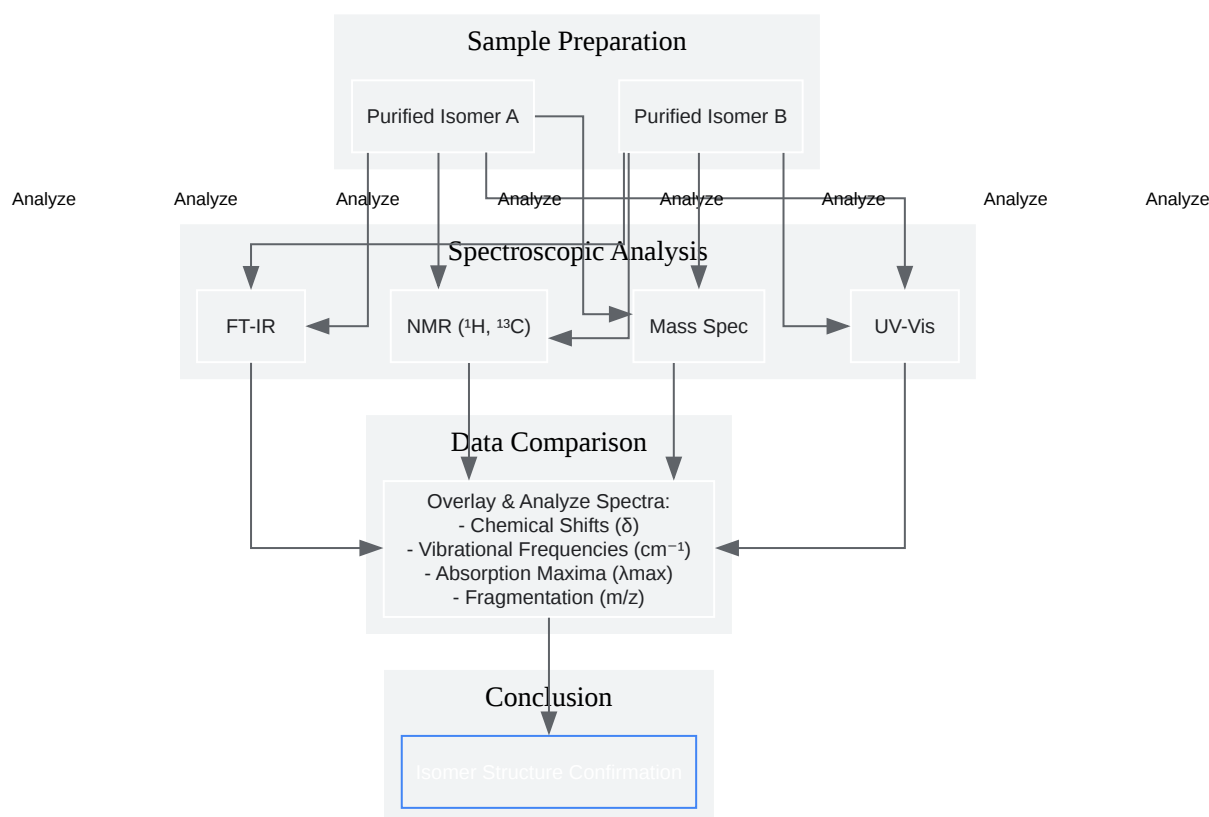 Sample Preparation
Purified Isomer A
Purified Isomer B
Analyze
Analyze
Analyze
Analyze
Analyze
Analyze
Analyze
Analyze
Spectroscopic Analysis
FT-IR
NMR (¹H, ¹³C)
Mass Spec
UV-Vis
Data Comparison
Overlay & Analyze Spectra:
- Chemical Shifts (δ)
- Vibrational Frequencies (cm⁻¹)
- Absorption Maxima (λmax)
- Fragmentation (m/z)
Conclusion
Isomer Structure Confirmation